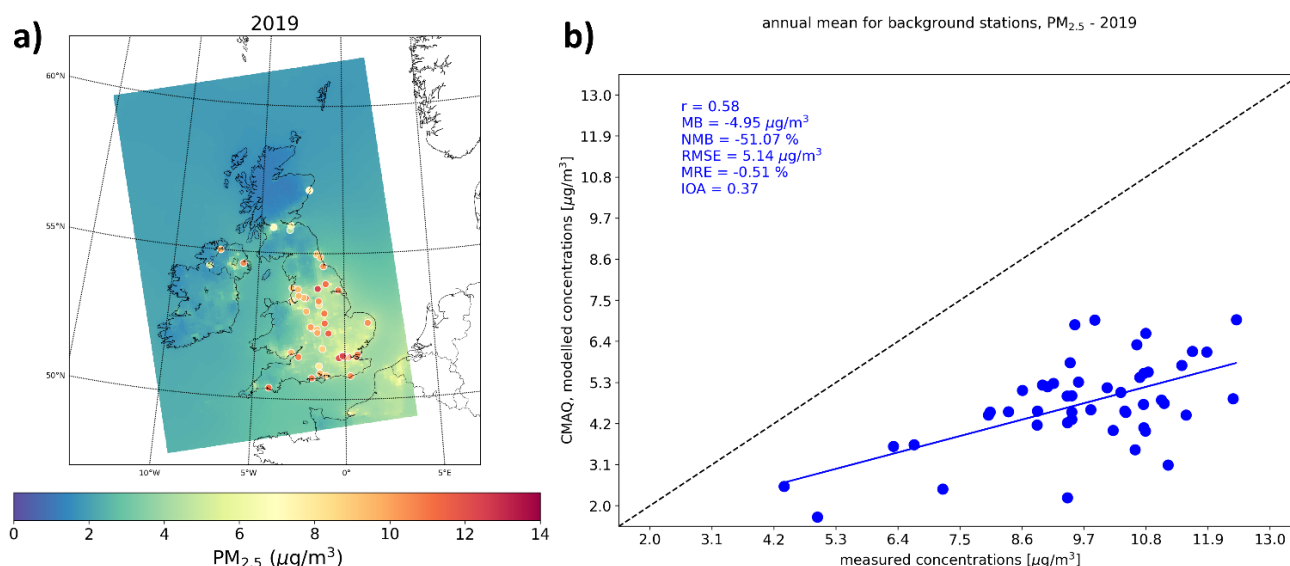 a)
2019
60°N
55°N
50°N
10°W
5°W
0°
5°E
0
2
4
6
8
10
12
14
PM2.5 (μg/m³)
b)
annual mean for background stations, PM2.5 - 2019
r = 0.58
MB = -4.95 μg/m³
NMB = -51.07 %
RMSE = 5.14 μg/m³
MRE = -0.51 %
IOA = 0.37
CMAQ, modelled concentrations [μg/m³]
13.0
11.9
10.8
9.7
8.6
7.5
6.4
5.3
4.2
3.1
2.0
2.0
3.1
4.2
5.3
6.4
7.5
8.6
9.7
10.8
11.9
13.0
measured concentrations [μg/m³]